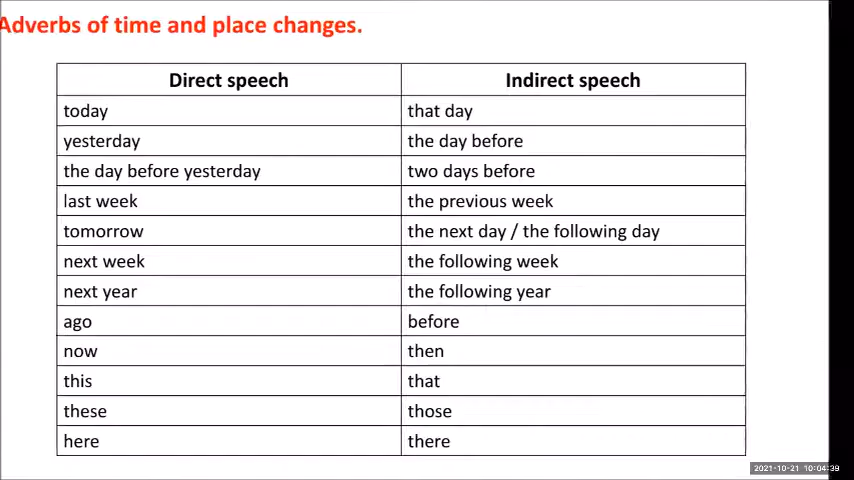 Adverbs of time and place changes.
Direct speech Indirect speech
today that day
yesterday the day before
the day before yesterday two days before
last week the previous week
tomorrow the next day / the following day
next week the following week
next year the following year
ago before
now then
this that
these those
here there
2021-10-21 10:04:39